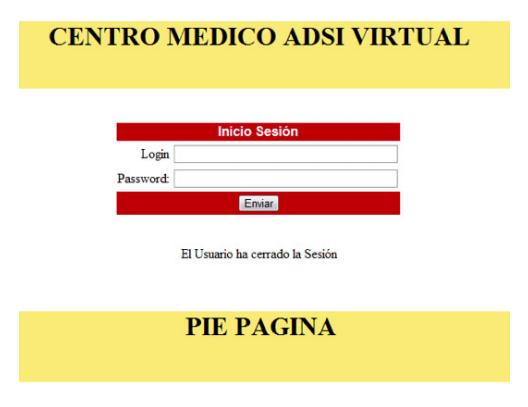 CENTRO MEDICO ADSI VIRTUAL
Inicio Sesión
Login
Password:
Enviar
El Usuario ha cerrado la Sesión
PIE PAGINA